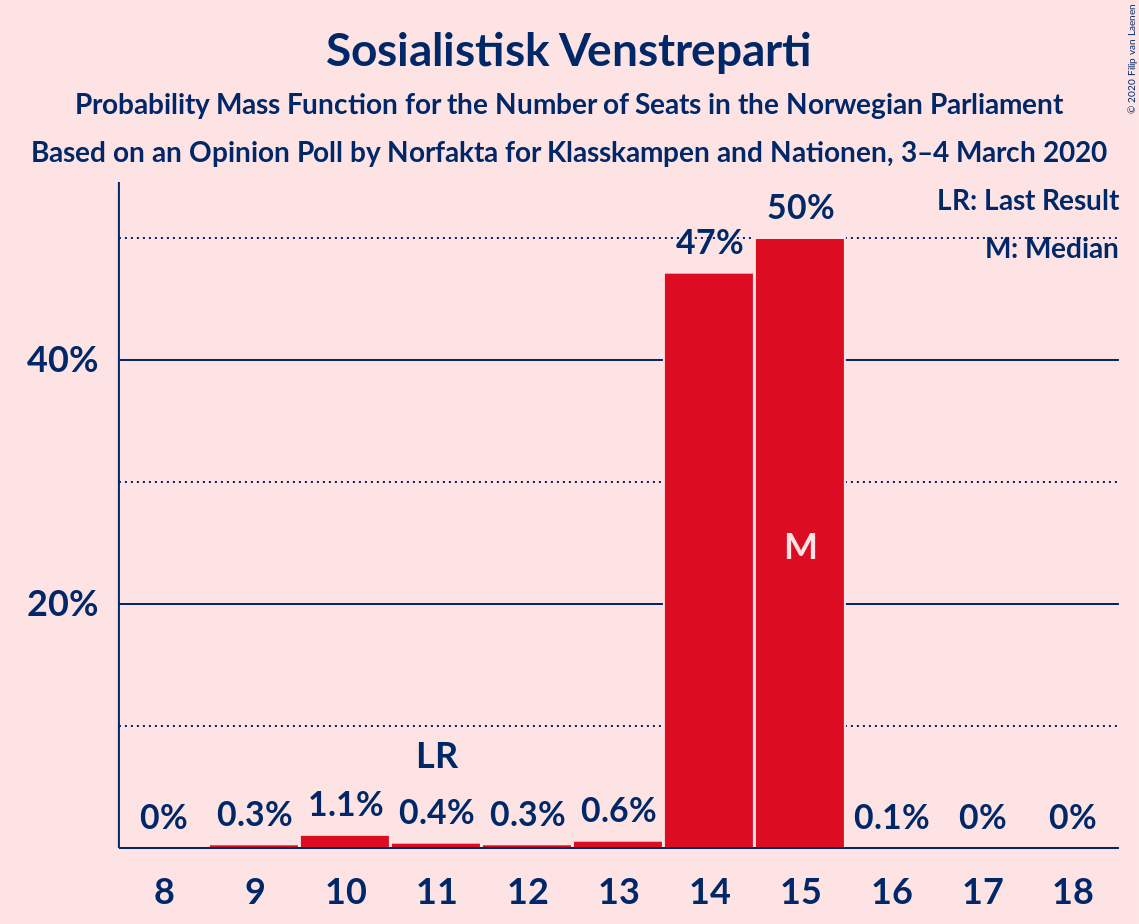 © 2020 Filip van Laenen
Sosialistisk Venstreparti
Probability Mass Function for the Number of Seats in the Norwegian Parliament
Based on an Opinion Poll by Norfakta for Klasskampen and Nationen, 3–4 March 2020
LR: Last Result
M: Median
50%
47%
40%
M
20%
LR
0% 0.3% 1.1% 0.4% 0.3% 0.6% 0.1% 0% 0%
8 9 10 11 12 13 14 15 16 17 18